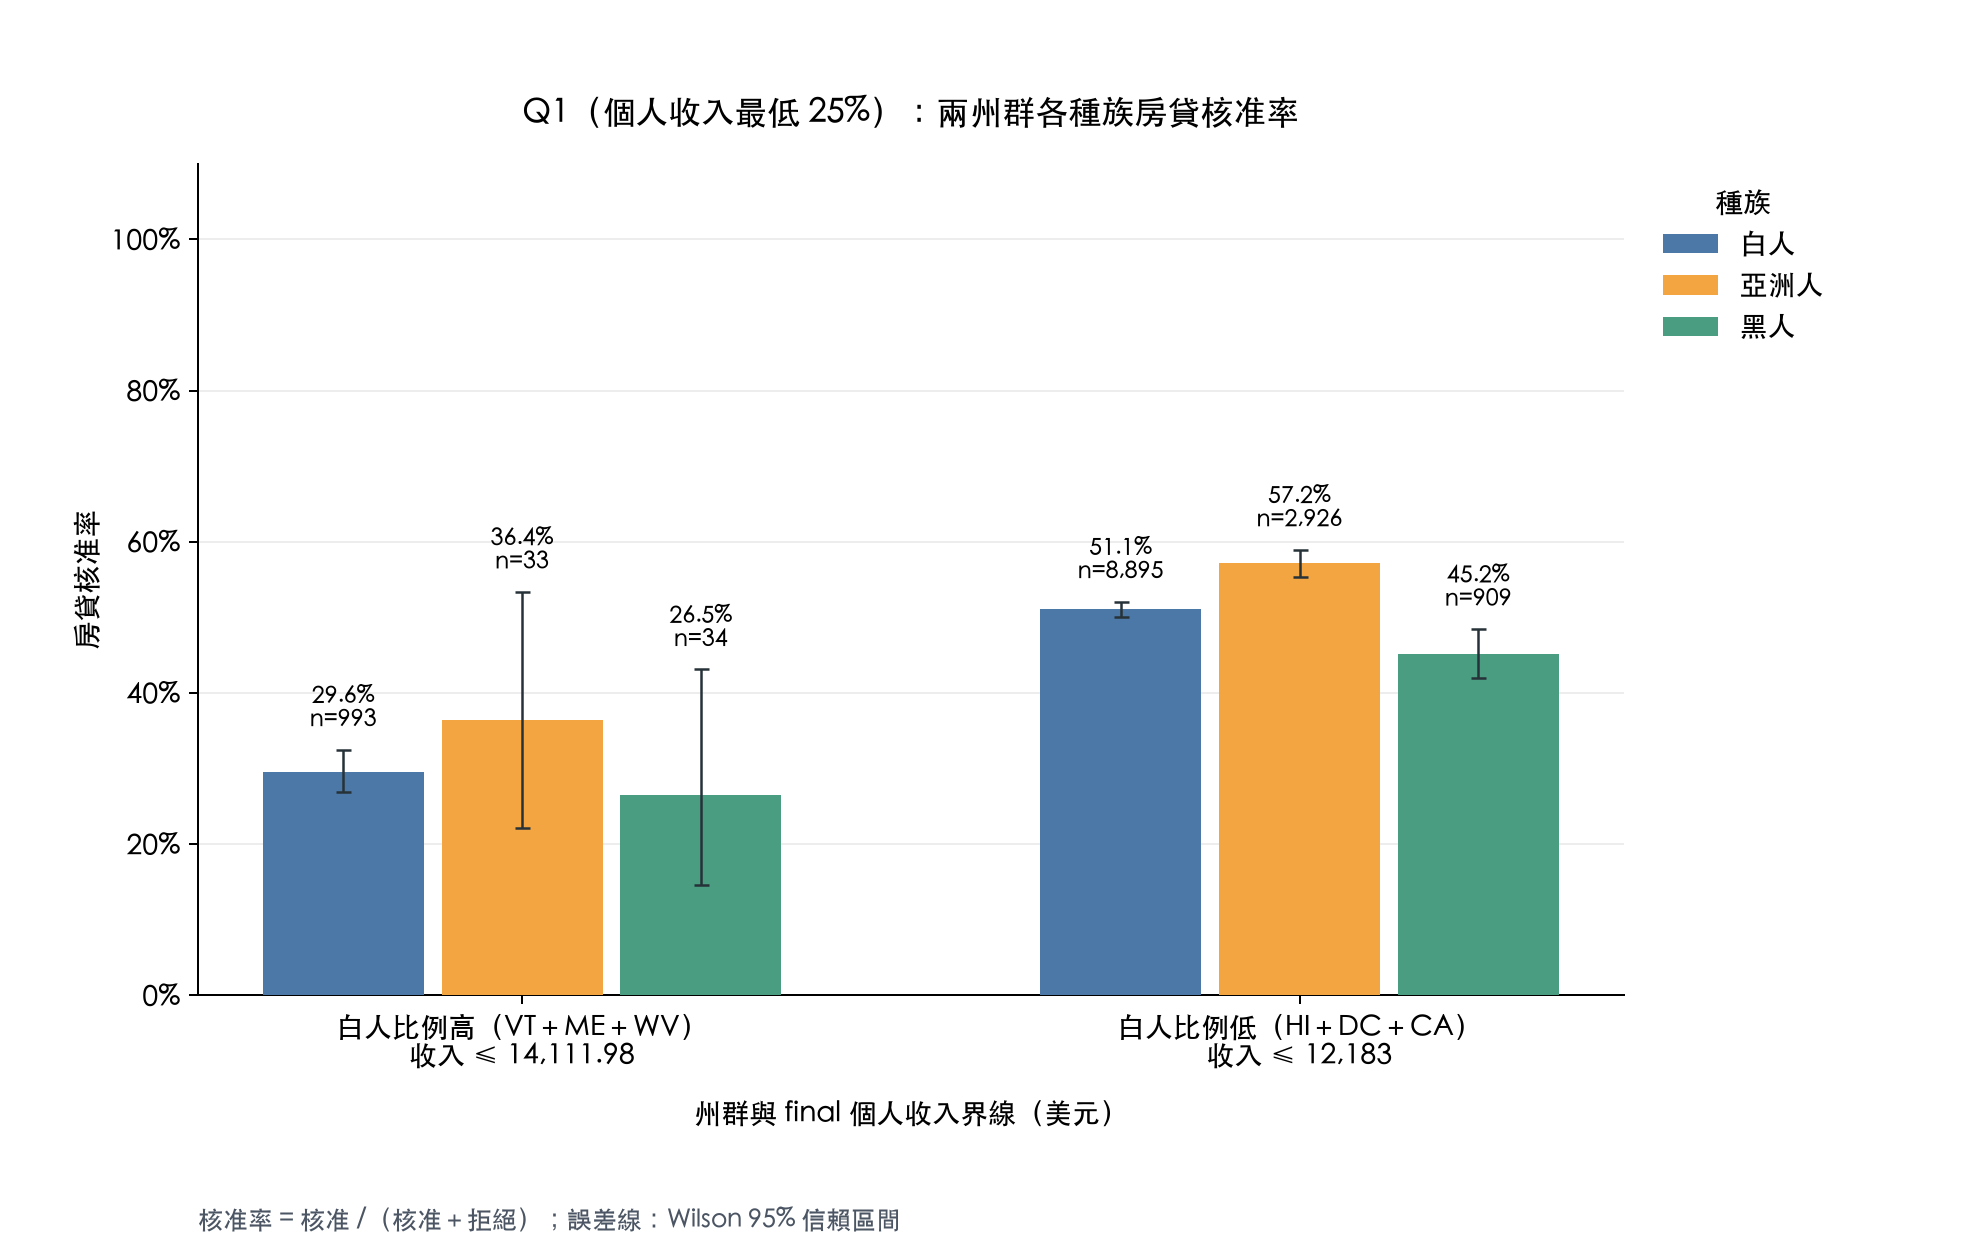 Q1（個人收入最低 25%）：兩州群各種族房貸核准率
種族
白人
亞洲人
黑人
房貸核准率
100%
80%
60%
40%
20%
0%
29.6%
n=993
36.4%
n=33
26.5%
n=34
51.1%
n=8,895
57.2%
n=2,926
45.2%
n=909
白人比例高（VT＋ME＋WV）
收入 ≤ 14,111.98
白人比例低（HI＋DC＋CA）
收入 ≤ 12,183
州群與 final 個人收入界線（美元）
核准率 = 核准 /（核准＋拒絕）；誤差線：Wilson 95% 信賴區間